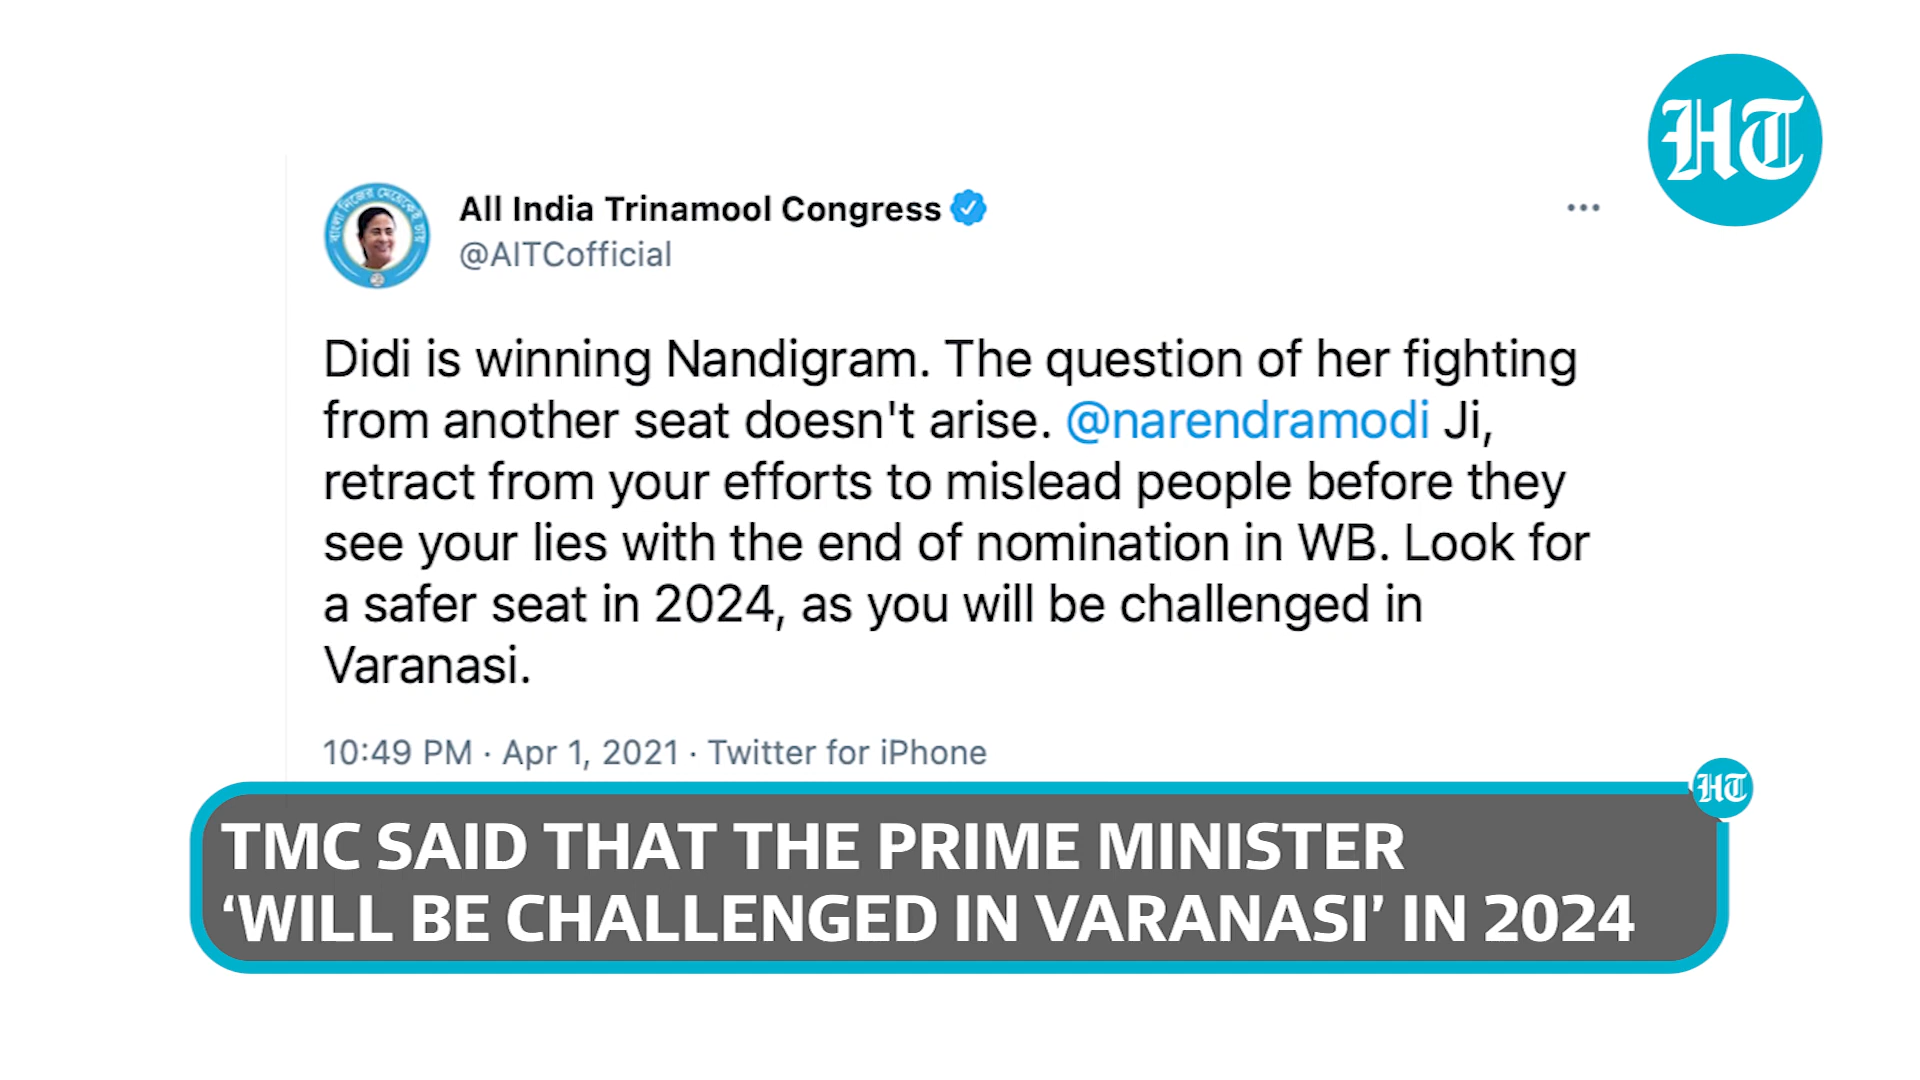 HT
বাংলা নিজের মেয়েকেই চায়
All India Trinamool Congress
@AITCofficial
Didi is winning Nandigram. The question of her fighting
from another seat doesn't arise. @narendramodi Ji,
retract from your efforts to mislead people before they
see your lies with the end of nomination in WB. Look for
a safer seat in 2024, as you will be challenged in
Varanasi.
10:49 PM · Apr 1, 2021 · Twitter for iPhone
HT
TMC SAID THAT THE PRIME MINISTER
‘WILL BE CHALLENGED IN VARANASI’ IN 2024